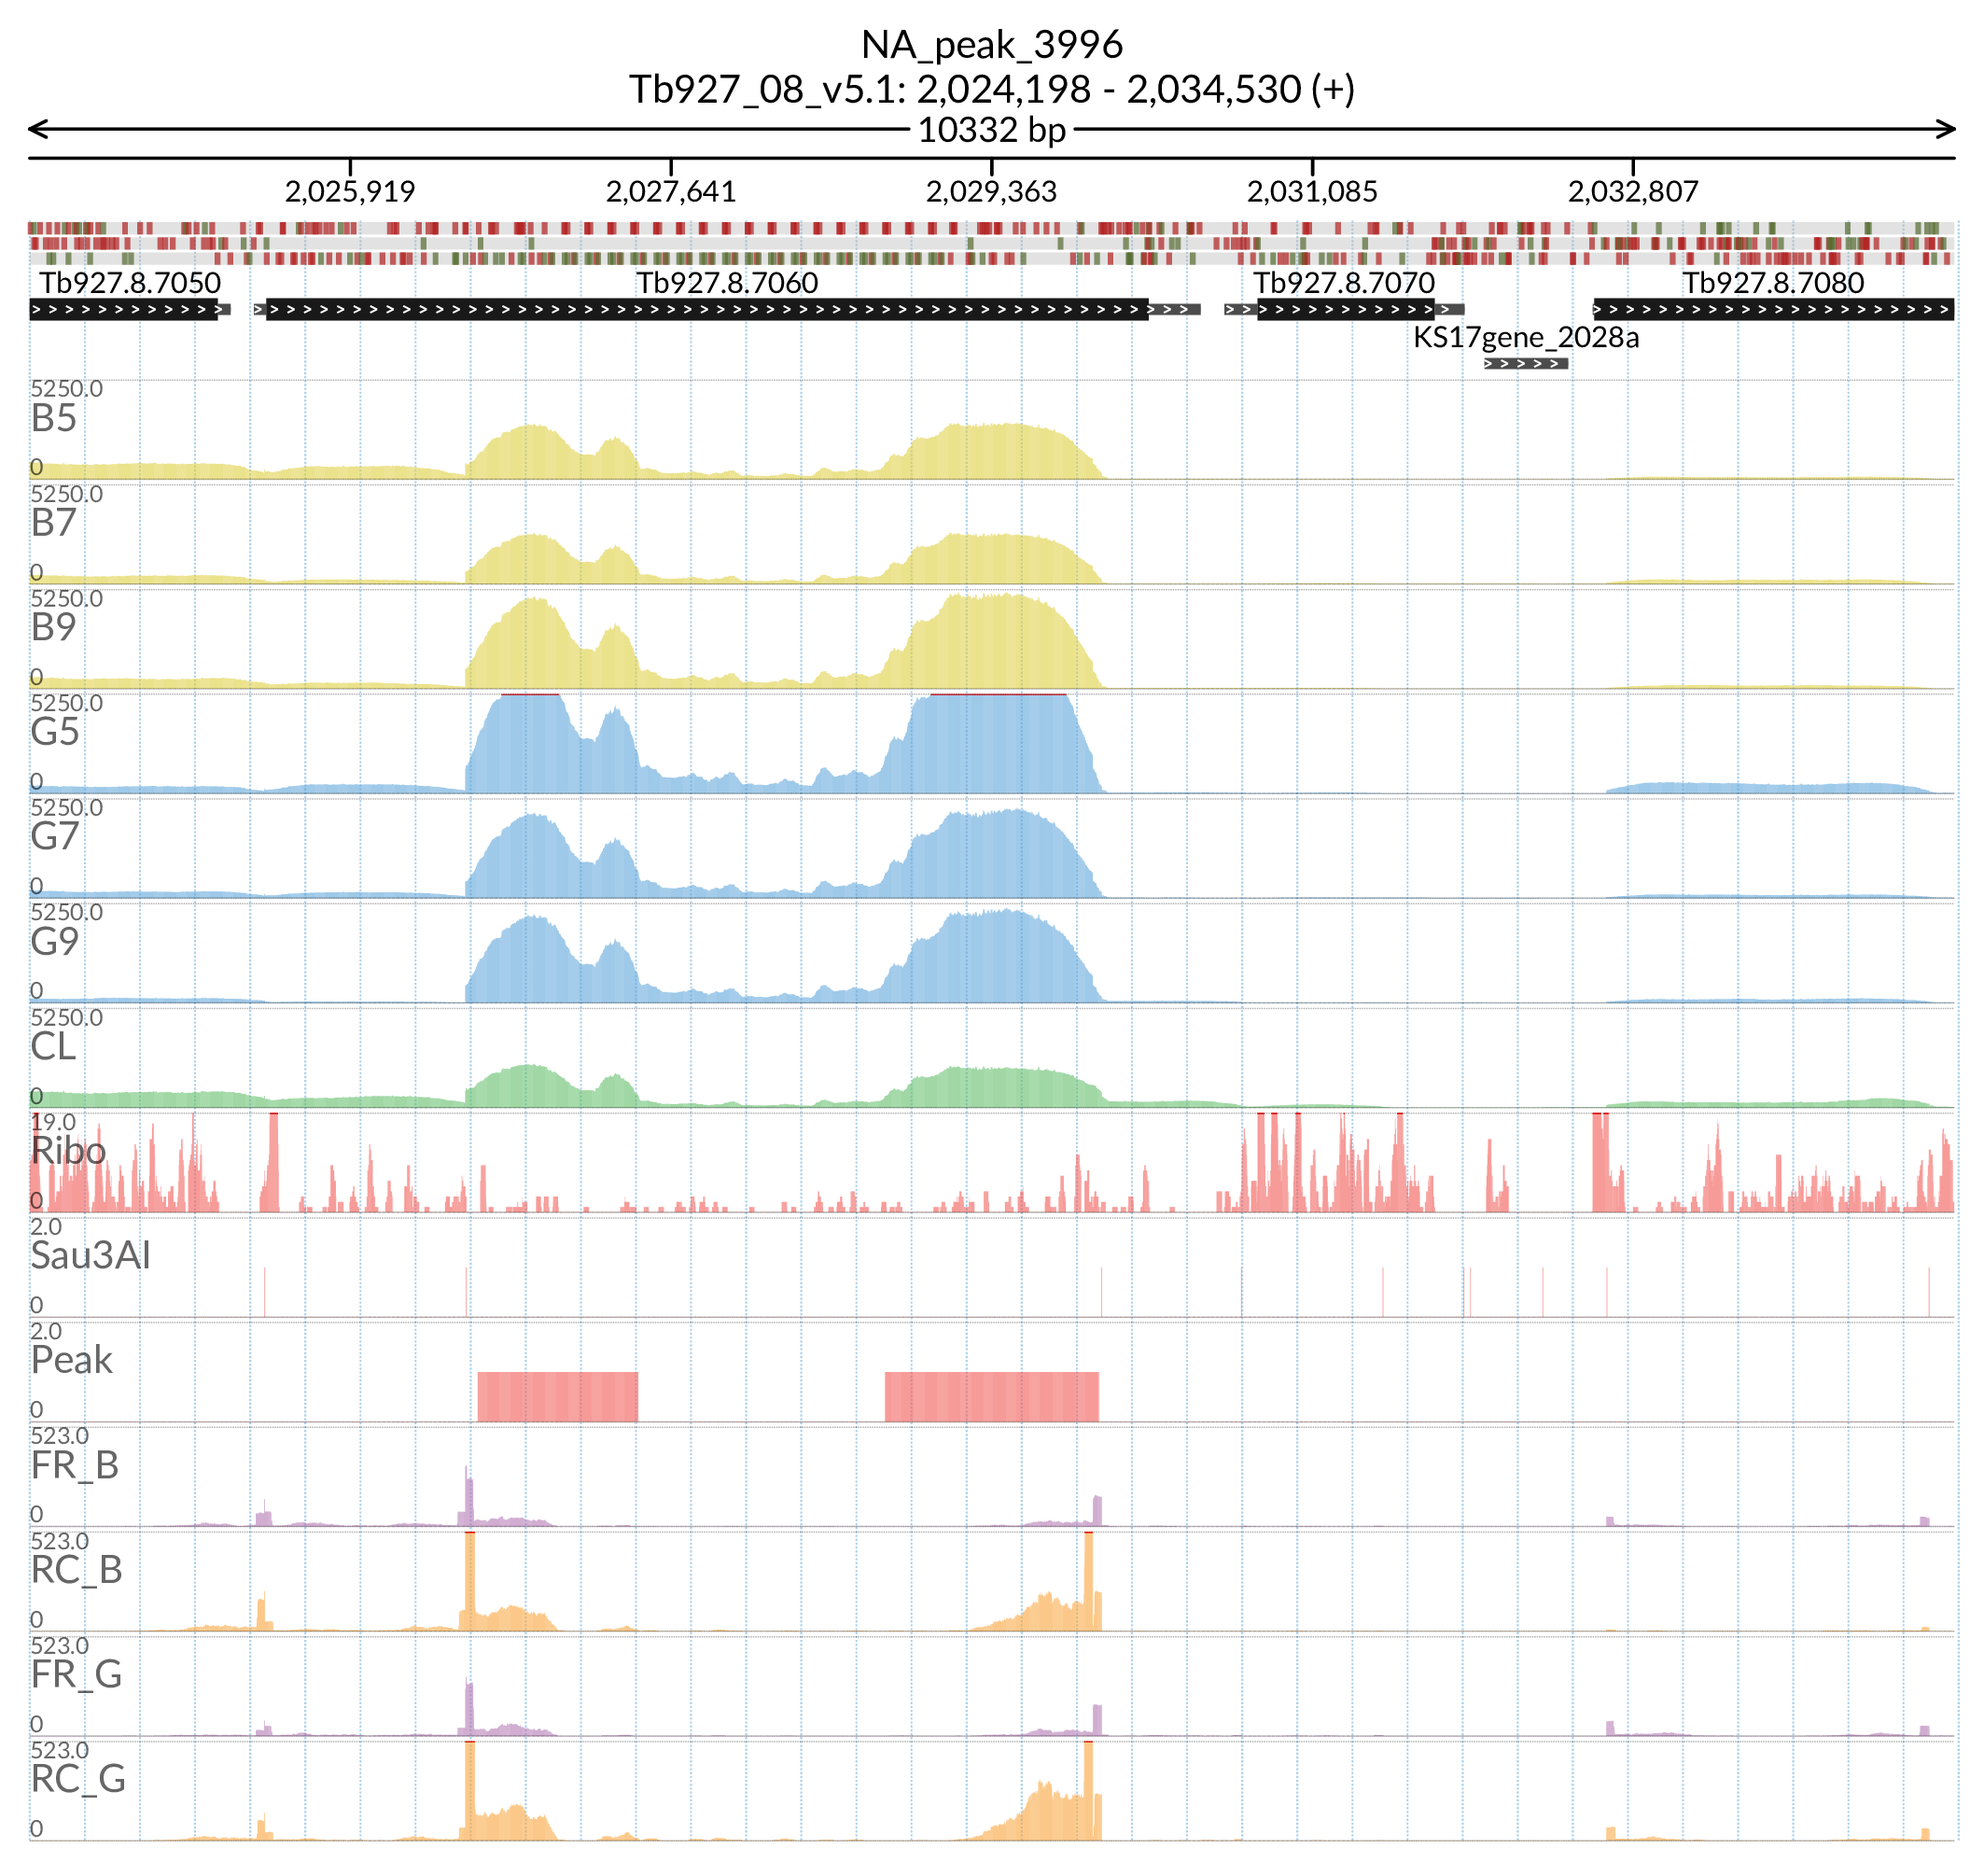 NA_peak_3996
Tb927_08_v5.1: 2,024,198 - 2,034,530 (+)
10332 bp
2,025,919 2,027,641 2,029,363 2,031,085 2,032,807
Tb927.8.7050 Tb927.8.7060 Tb927.8.7070 Tb927.8.7080
KS17gene_2028a
5250.0
B5
0
5250.0
B7
0
5250.0
B9
0
5250.0
G5
0
5250.0
G7
0
5250.0
G9
0
5250.0
CL
0
19.0
Ribo
0
2.0
Sau3AI
0
2.0
Peak
0
523.0
FR_B
0
523.0
RC_B
0
523.0
FR_G
0
523.0
RC_G
0